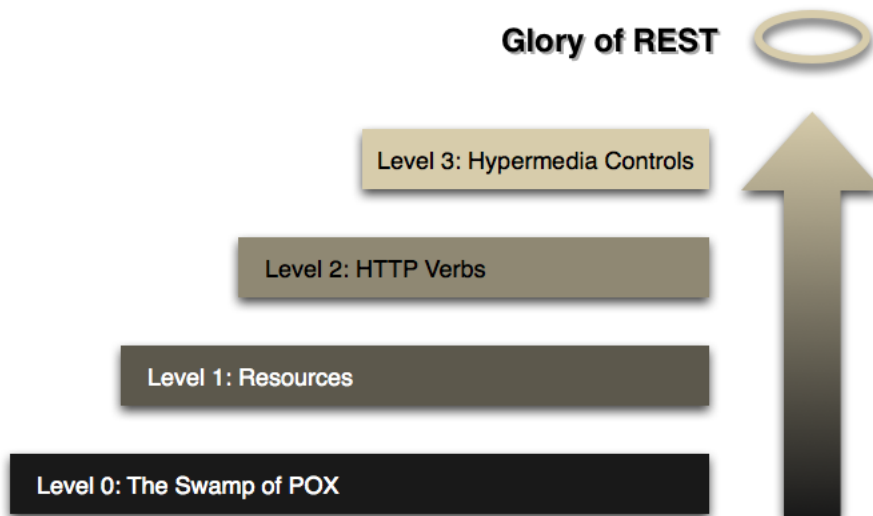 Glory of REST
Level 3: Hypermedia Controls
Level 2: HTTP Verbs
Level 1: Resources
Level 0: The Swamp of POX